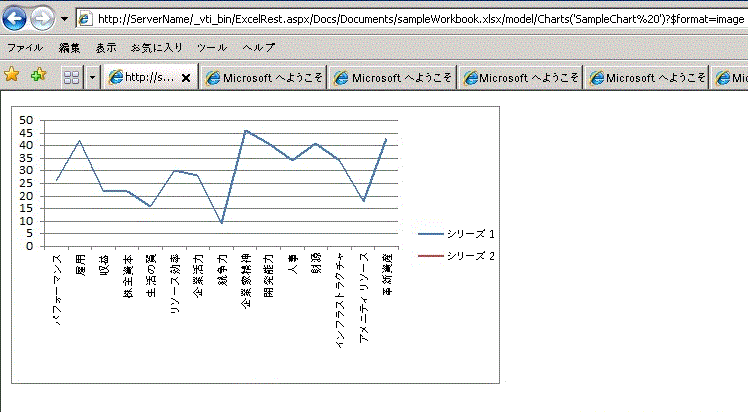 http://ServerName/_vti_bin/ExcelRest.aspx/Docs/Documents/sampleWorkbook.xlsx/model/Charts('SampleChart%20')?$format=image
ファイル 編集 表示 お気に入り ツール ヘルプ
http://s... Microsoft へようこそ Microsoft へようこそ Microsoft へようこそ Microsoft へようこそ Micros
50
45
40
35
30
25
20
15
10
5
0
パフォーマンス
雇用
収益
株主資本
生活の質
リソース効率
企業活力
競争力
企業家精神
開発能力
人事
財源
インフラストラクチャ
アメニティ リソース
革新資産
シリーズ 1
シリーズ 2